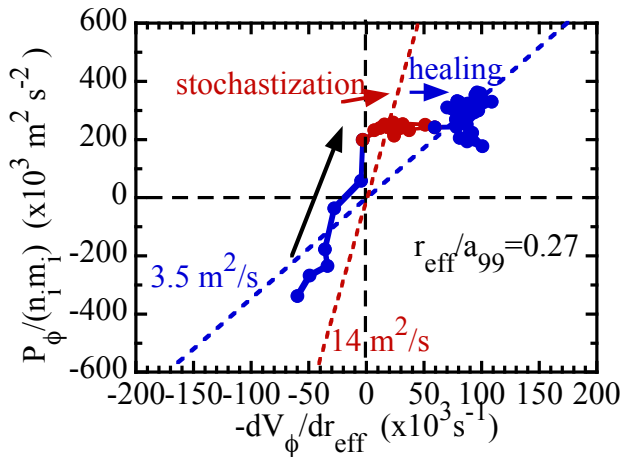 600
400
200
0
-200
-400
-600
P_ϕ/(n_i.m_i) (x10^3 m^2 s^-2)
stochastization
healing
r_eff/a_99=0.27
3.5 m^2/s
14 m^2/s
-200 -150 -100 -50 0 50 100 150 200
-dV_ϕ/dr_eff (x10^3s^-1)